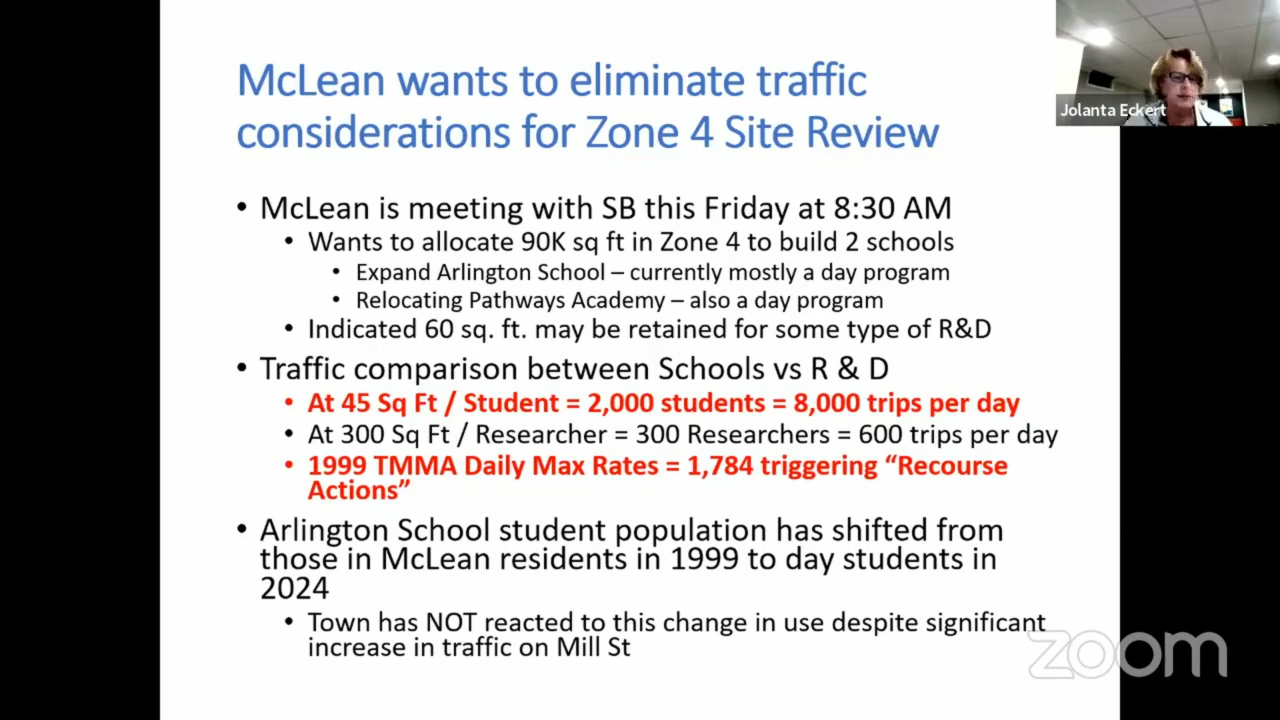 McLean wants to eliminate traffic
considerations for Zone 4 Site Review
Jolanta Eckert
• McLean is meeting with SB this Friday at 8:30 AM
• Wants to allocate 90K sq ft in Zone 4 to build 2 schools
• Expand Arlington School – currently mostly a day program
• Relocating Pathways Academy – also a day program
• Indicated 60 sq. ft. may be retained for some type of R&D
• Traffic comparison between Schools vs R & D
• At 45 Sq Ft / Student = 2,000 students = 8,000 trips per day
• At 300 Sq Ft / Researcher = 300 Researchers = 600 trips per day
• 1999 TMMA Daily Max Rates = 1,784 triggering “Recourse
Actions”
• Arlington School student population has shifted from
those in McLean residents in 1999 to day students in
2024
• Town has NOT reacted to this change in use despite significant
increase in traffic on Mill St
zoom